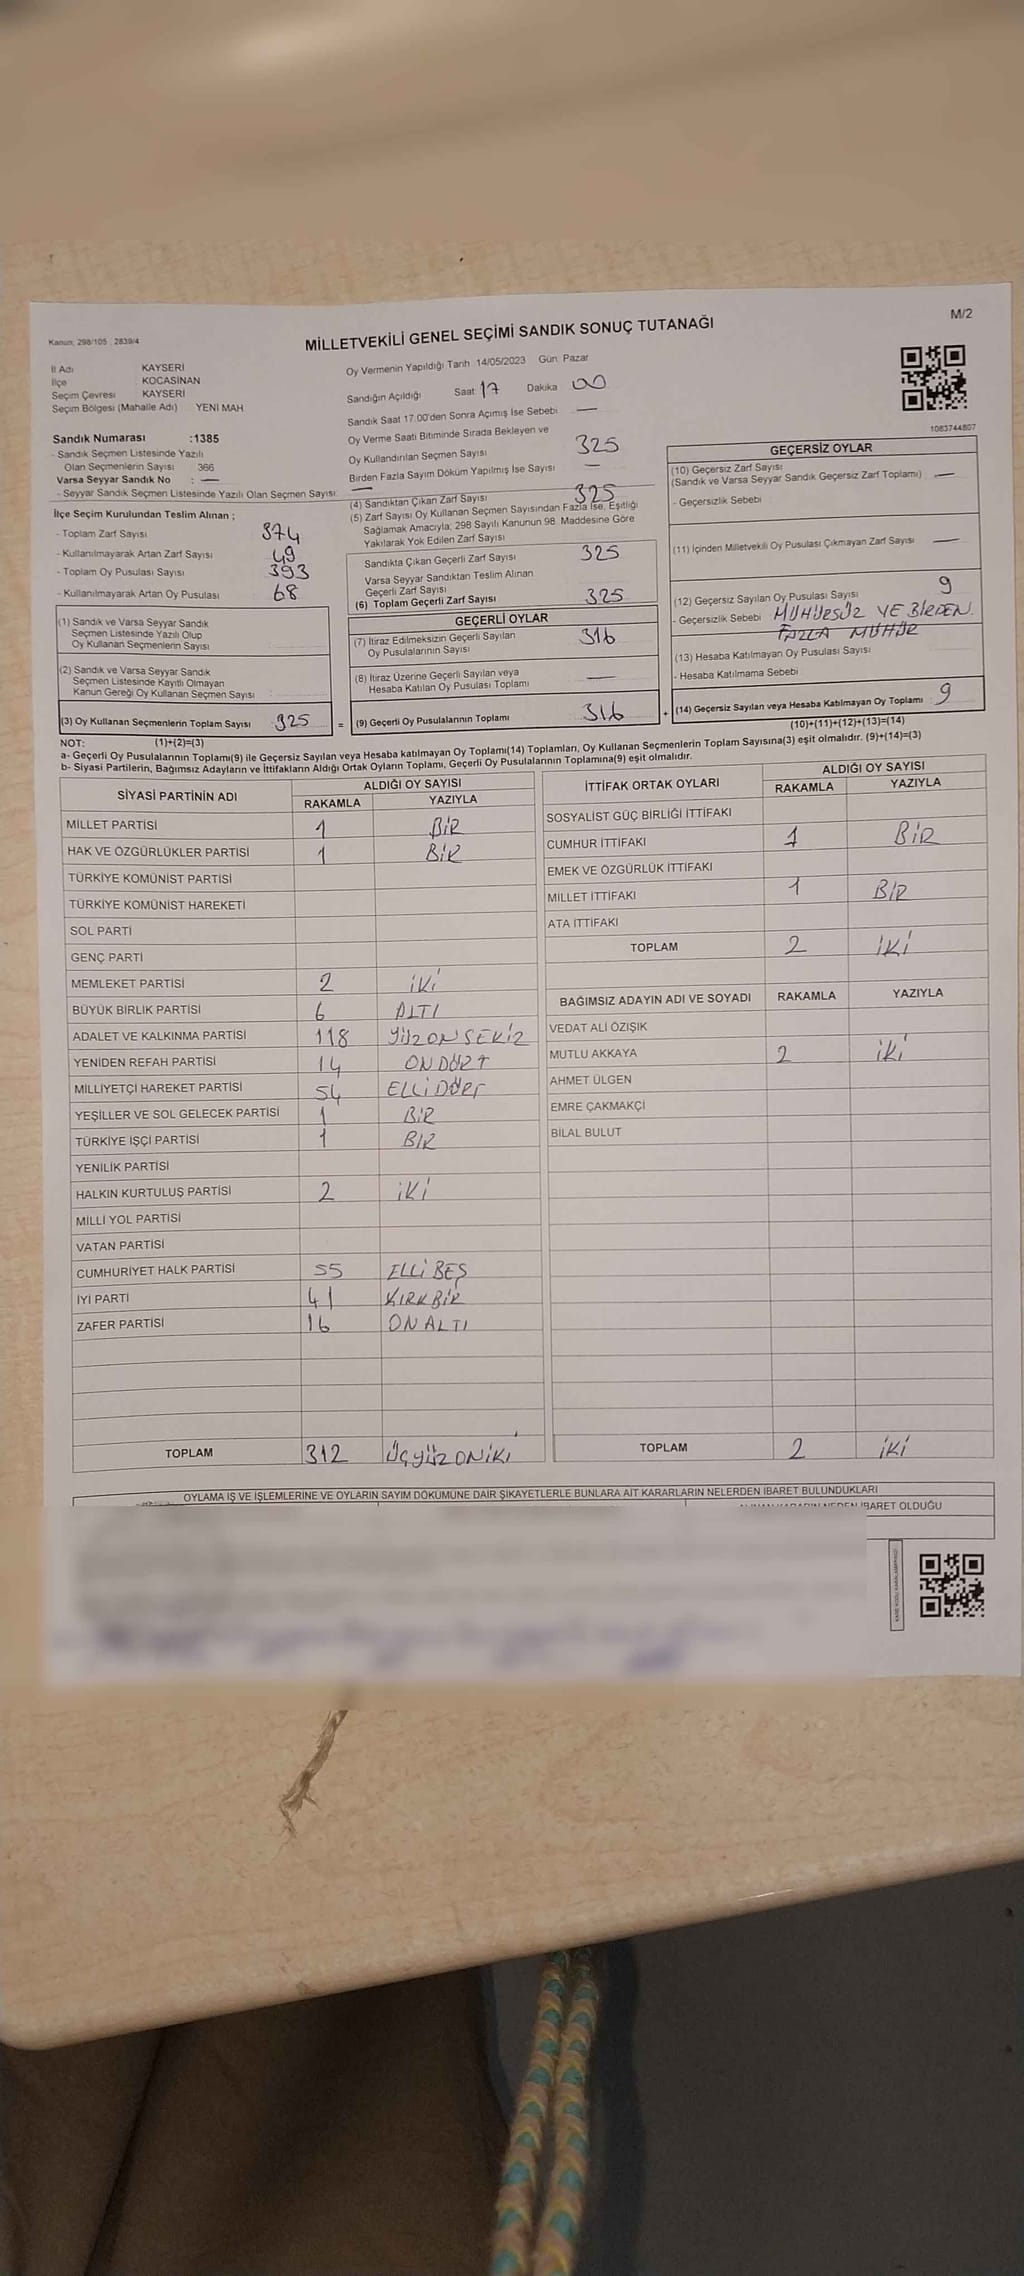 M/2
Kanun: 298/105 , 2839/4
MİLLETVEKİLİ GENEL SEÇİMİ SANDIK SONUÇ TUTANAĞI
İl Adı KAYSERİ
İlçe KOCASİNAN
Seçim Çevresi KAYSERİ
Seçim Bölgesi (Mahalle Adı) YENİ MAH
Oy Vermenin Yapıldığı Tarih 14/05/2023 Gün: Pazar
Sandığın Açıldığı Saat 17 Dakika 00
Sandık Saat 17:00'den Sonra Açımış İse Sebebi —
Oy Verme Saati Bitiminde Sırada Bekleyen ve
Oy Kullandırılan Seçmen Sayısı 325
Birden Fazla Sayım Döküm Yapılmış İse Sayısı —
1083744807
Sandık Numarası :1385
- Sandık Seçmen Listesinde Yazılı
Olan Seçmenlerin Sayısı 366
Varsa Seyyar Sandık No : —
- Seyyar Sandık Seçmen Listesinde Yazılı Olan Seçmen Sayısı: —
İlçe Seçim Kurulundan Teslim Alınan ;
- Toplam Zarf Sayısı 374
- Kullanılmayarak Artan Zarf Sayısı 49
- Toplam Oy Pusulası Sayısı 393
- Kullanılmayarak Artan Oy Pusulası 68
(1) Sandık ve Varsa Seyyar Sandık
Seçmen Listesinde Yazılı Olup
Oy Kullanan Seçmenlerin Sayısı :
(2) Sandık ve Varsa Seyyar Sandık
Seçmen Listesinde Kayıtlı Olmayan
Kanun Gereği Oy Kullanan Seçmen Sayısı :
(3) Oy Kullanan Seçmenlerin Toplam Sayısı : 325
(1)+(2)=(3)
(4) Sandıktan Çıkan Zarf Sayısı 325
(5) Zarf Sayısı Oy Kullanan Seçmen Sayısından Fazla İse, Eşitliği
Sağlamak Amacıyla; 298 Sayılı Kanunun 98. Maddesine Göre
Yakılarak Yok Edilen Zarf Sayısı
Sandıkta Çıkan Geçerli Zarf Sayısı 325
Varsa Seyyar Sandıktan Teslim Alınan
Geçerli Zarf Sayısı
(6) Toplam Geçerli Zarf Sayısı 325
GEÇERLİ OYLAR
(7) İtiraz Edilmeksizin Geçerli Sayılan
Oy Pusulalarının Sayısı 316
(8) İtiraz Üzerine Geçerli Sayılan veya
Hesaba Katılan Oy Pusulası Toplamı —
= (9) Geçerli Oy Pusulalarının Toplamı 316
GEÇERSİZ OYLAR
(10) Geçersiz Zarf Sayısı
(Sandık ve Varsa Seyyar Sandık Geçersiz Zarf Toplamı) : —
- Geçersizlik Sebebi :
(11) İçinden Milletvekili Oy Pusulası Çıkmayan Zarf Sayısı : —
(12) Geçersiz Sayılan Oy Pusulası Sayısı : 9
- Geçersizlik Sebebi : MÜHÜRSÜZ VE BİRDEN
FAZLA MÜHÜR
(13) Hesaba Katılmayan Oy Pusulası Sayısı :
- Hesaba Katılmama Sebebi :
+ (14) Geçersiz Sayılan veya Hesaba Katılmayan Oy Toplamı : 9
(10)+(11)+(12)+(13)=(14)
NOT:
a- Geçerli Oy Pusulalarının Toplamı(9) ile Geçersiz Sayılan veya Hesaba katılmayan Oy Toplamı(14) Toplamları, Oy Kullanan Seçmenlerin Toplam Sayısına(3) eşit olmalıdır. (9)+(14)=(3)
b- Siyasi Partilerin, Bağımsız Adayların ve İttifakların Aldığı Ortak Oyların Toplamı, Geçerli Oy Pusulalarının Toplamına(9) eşit olmalıdır.
SİYASİ PARTİNİN ADI ALDIĞI OY SAYISI
RAKAMLA YAZIYLA
MİLLET PARTİSİ 1 BİR
HAK VE ÖZGÜRLÜKLER PARTİSİ 1 BİR
TÜRKİYE KOMÜNİST PARTİSİ
TÜRKİYE KOMÜNİST HAREKETİ
SOL PARTİ
GENÇ PARTİ
MEMLEKET PARTİSİ 2 İKİ
BÜYÜK BİRLİK PARTİSİ 6 ALTI
ADALET VE KALKINMA PARTİSİ 118 YÜZONSEKİZ
YENİDEN REFAH PARTİSİ 14 ONDÖRT
MİLLİYETÇİ HAREKET PARTİSİ 54 ELLİDÖRT
YEŞİLLER VE SOL GELECEK PARTİSİ 1 BİR
TÜRKİYE İŞÇİ PARTİSİ 1 BİR
YENİLİK PARTİSİ
HALKIN KURTULUŞ PARTİSİ 2 İKİ
MİLLİ YOL PARTİSİ
VATAN PARTİSİ
CUMHURİYET HALK PARTİSİ 55 ELLİBEŞ
İYİ PARTİ 41 KIRKBİR
ZAFER PARTİSİ 16 ONALTI
TOPLAM 312 ÜÇYÜZONİKİ
İTTİFAK ORTAK OYLARI ALDIĞI OY SAYISI
RAKAMLA YAZIYLA
SOSYALİST GÜÇ BİRLİĞİ İTTİFAKI
CUMHUR İTTİFAKI 1 BİR
EMEK VE ÖZGÜRLÜK İTTİFAKI
MİLLET İTTİFAKI 1 BİR
ATA İTTİFAKI
TOPLAM 2 İKİ
BAĞIMSIZ ADAYIN ADI VE SOYADI RAKAMLA YAZIYLA
VEDAT ALİ ÖZIŞIK
MUTLU AKKAYA 2 İKİ
AHMET ÜLGEN
EMRE ÇAKMAKÇİ
BİLAL BULUT
TOPLAM 2 İKİ
OYLAMA İŞ VE İŞLEMLERİNE VE OYLARIN SAYIM DÖKÜMÜNE DAİR ŞİKAYETLERLE BUNLARA AİT KARARLARIN NELERDEN İBARET BULUNDUKLARI
KARARIN NEDEN İBARET OLDUĞU